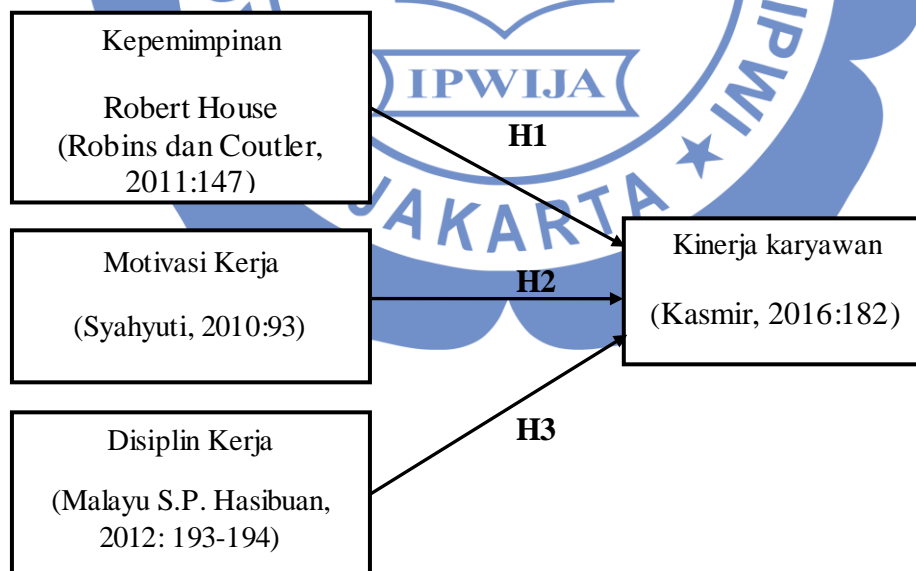 Kepemimpinan
Robert House
(Robins dan Coutler,
2011:147)
Motivasi Kerja
(Syahyuti, 2010:93)
Disiplin Kerja
(Malayu S.P. Hasibuan,
2012: 193-194)
H1
H2
H3
Kinerja karyawan
(Kasmir, 2016:182)
IPWIJA
JAKARTA ★ IPWI